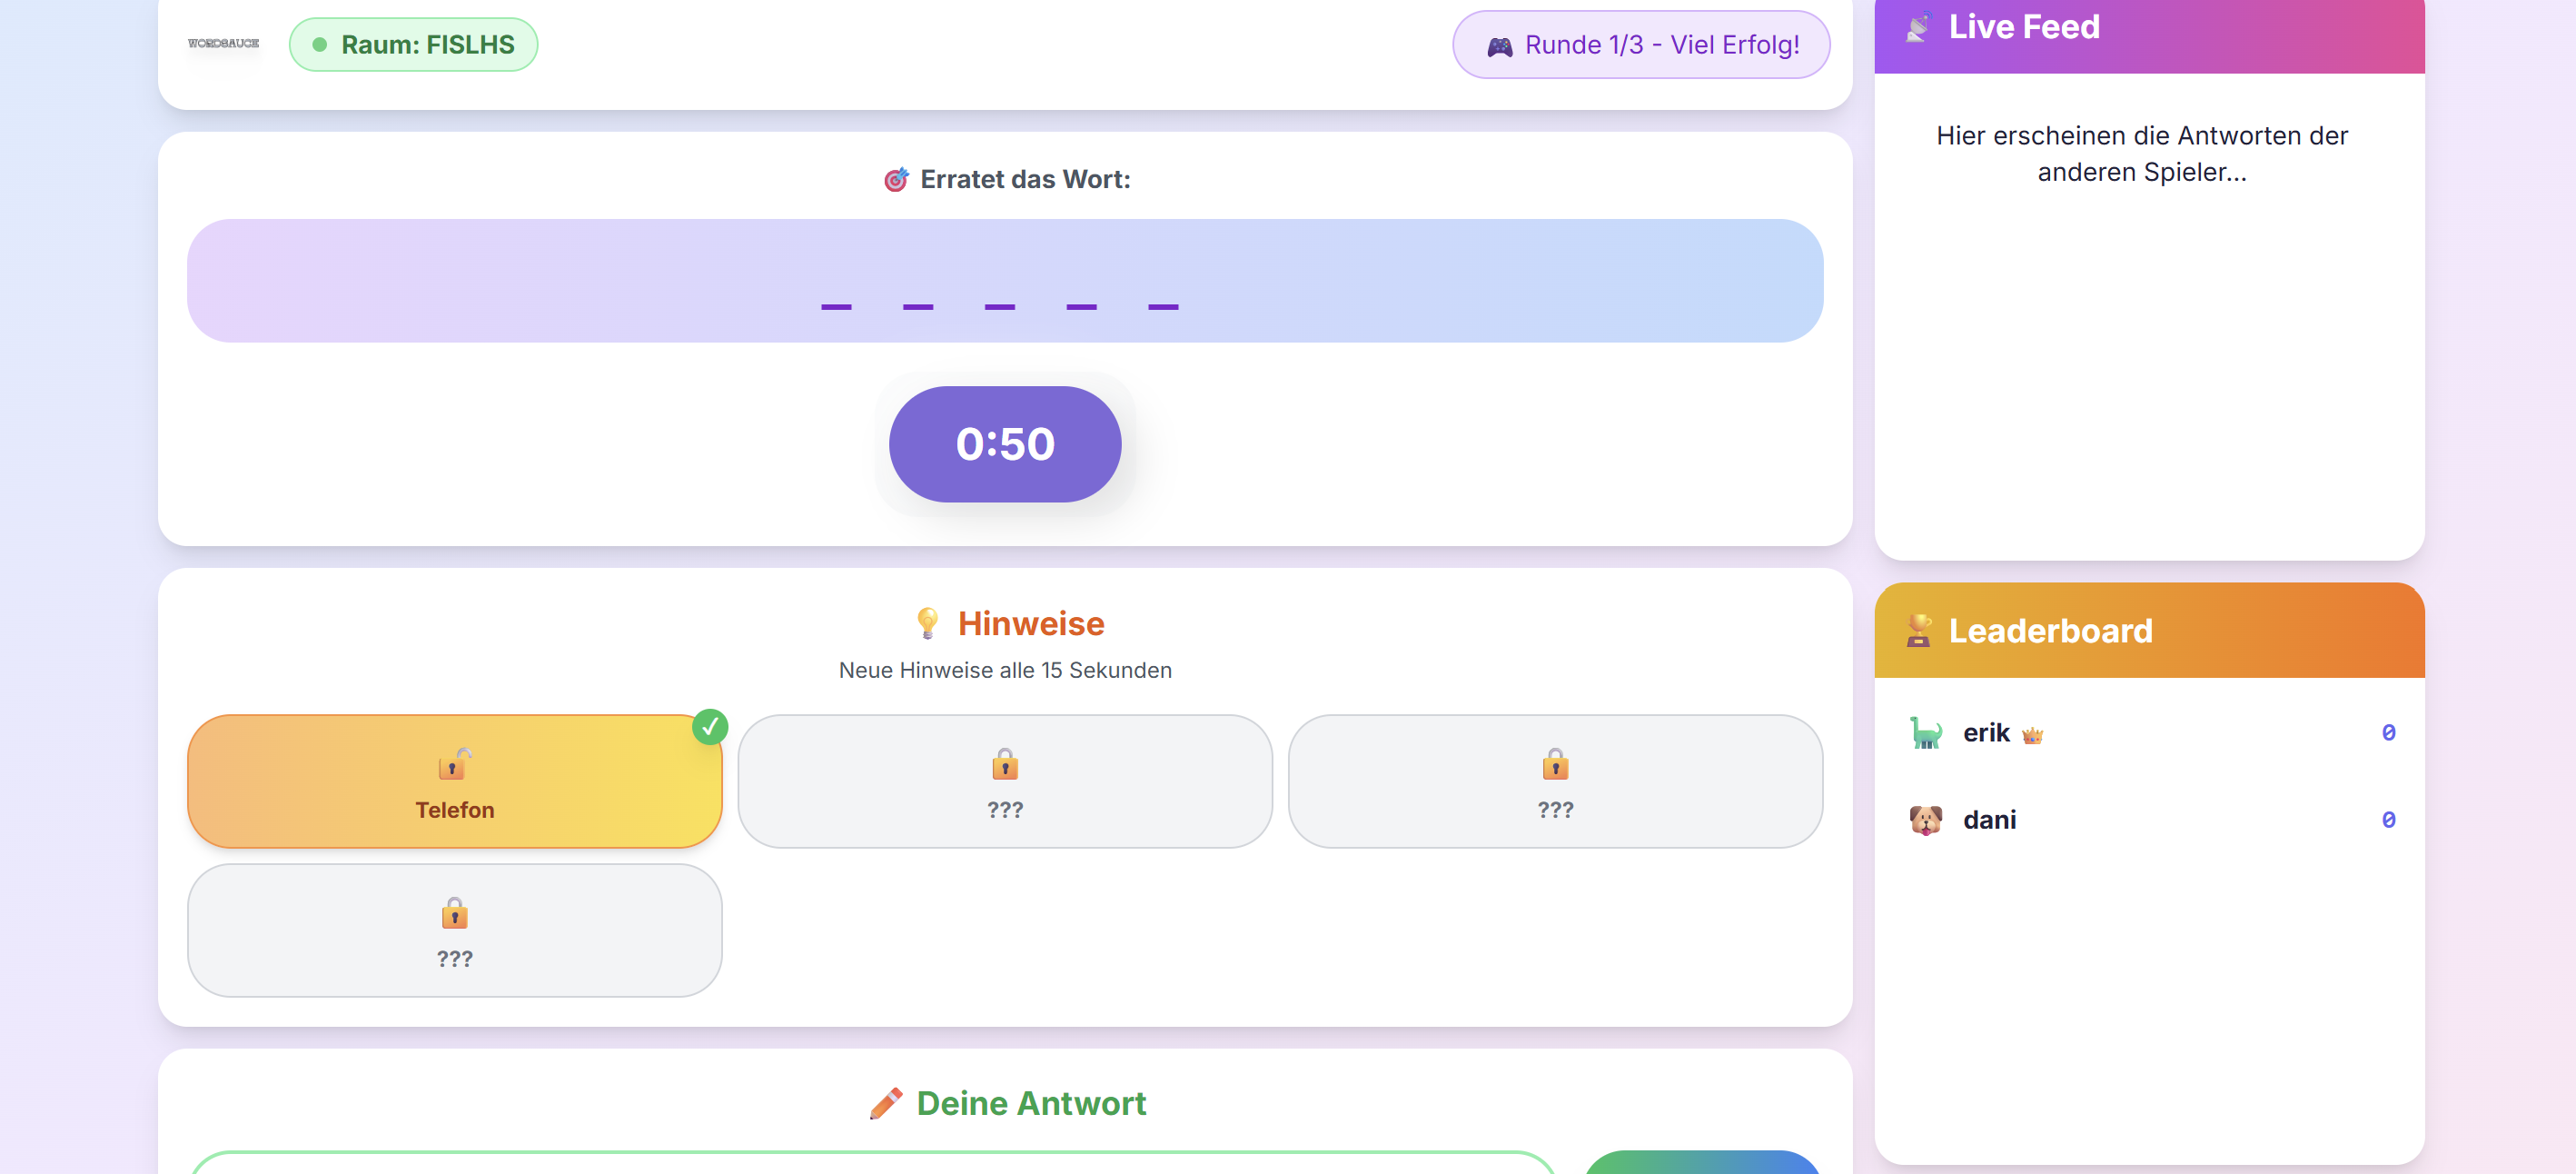 WORDSAUCE
Raum: FISLHS
Runde 1/3 - Viel Erfolg!
Erratet das Wort:
_ _ _ _ _
0:50
Hinweise
Neue Hinweise alle 15 Sekunden
Telefon
???
???
???
Deine Antwort
Live Feed
Hier erscheinen die Antworten der
anderen Spieler...
Leaderboard
erik 0
dani 0